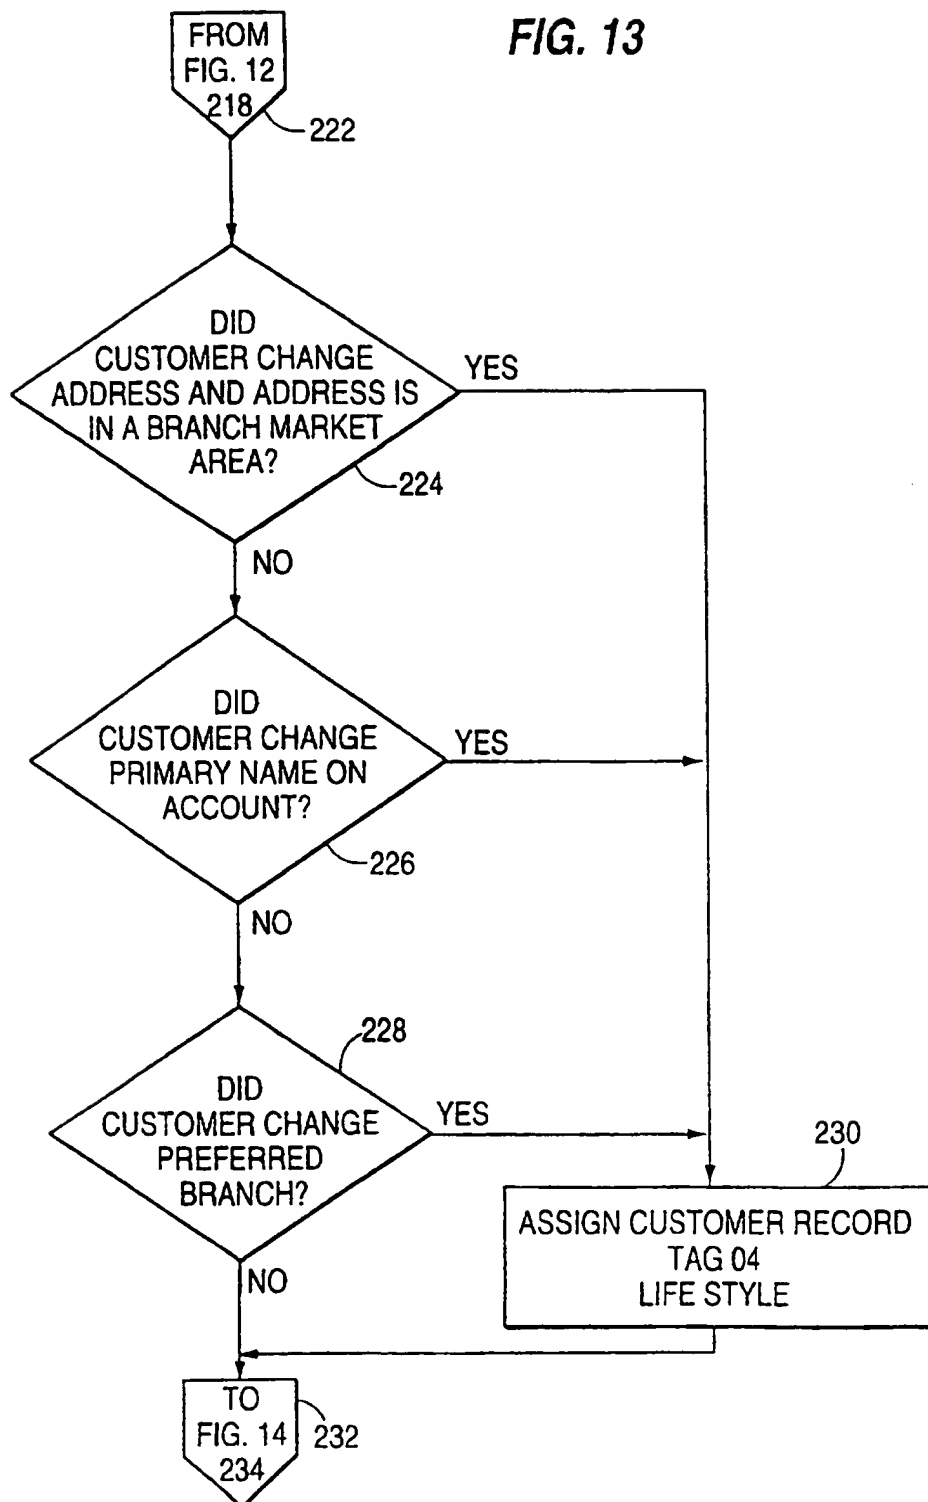 FIG. 13
FROM
FIG. 12
218
222
DID
CUSTOMER CHANGE
ADDRESS AND ADDRESS IS
IN A BRANCH MARKET
AREA?
YES
224
NO
DID
CUSTOMER CHANGE
PRIMARY NAME ON
ACCOUNT?
YES
226
NO
228
DID
CUSTOMER CHANGE
PREFERRED
BRANCH?
YES
230
ASSIGN CUSTOMER RECORD
TAG 04
LIFE STYLE
NO
TO
FIG. 14
234
232